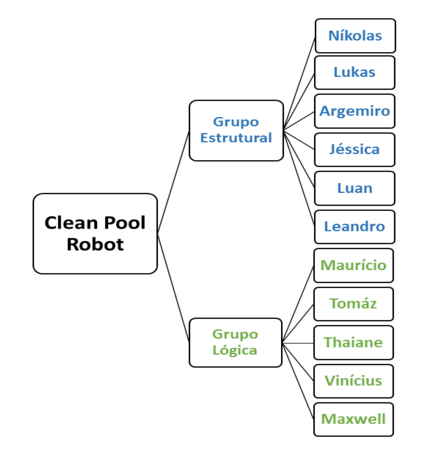 Clean Pool
Robot
Grupo
Estrutural
Níkolas
Lukas
Argemiro
Jéssica
Luan
Leandro
Grupo
Lógica
Maurício
Tomáz
Thaiane
Vinícius
Maxwell